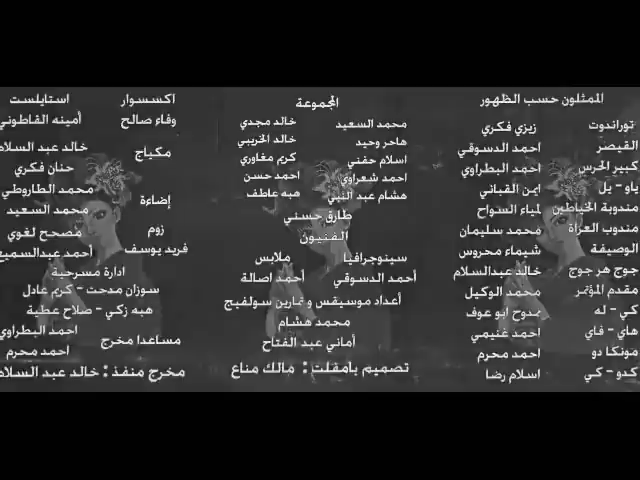 الممثلون حسب الظهور
توراندوت زيزي فكري
القيصر احمد الدسوقي
كبير الحرس احمد البطراوي
ياو - يل ايمن القباني
مندوبة الخياطين لمياء السواح
مندوب العراة محمد سليمان
الوصيفة شيماء محروس
جوج هر جوج خالد عبدالسلام
مقدم المؤتمر محمد الوكيل
كي - له ممدوح ابو عوف
هاي - فاي احمد غنيمي
مونكا دو احمد محرم
كدو - كي اسلام رضا
المجموعة
محمد السعيد خالد مجدي
هاجر وحيد خالد الخريبي
اسلام حفني كريم مغاوري
احمد شعراوي احمد حسن
هشام عبد النبي هبه عاطف
طارق حسني
الفنيون
سينوجرافيا ملابس
أحمد الدسوقي أحمد اصالة
أعداد موسيقس وتمارين سولفيج
محمد هشام
أماني عبد الفتاح
تصميم بامفلت : مالك مناع
اكسسوار استايلست
وفاء صالح أمينه القاطوني
مكياج خالد عبد السلام
حنان فكري
إضاءة محمد الطاروطي
محمد السعيد
زوم مصحح لغوي
فريد يوسف أحمد عبدالسميع
ادارة مسرحية
سوزان مدحت - كريم عادل
هبه زكي - صلاح عطية
احمد البطراوي
مساعدا مخرج احمد محرم
مخرج منفذ : خالد عبد السلام